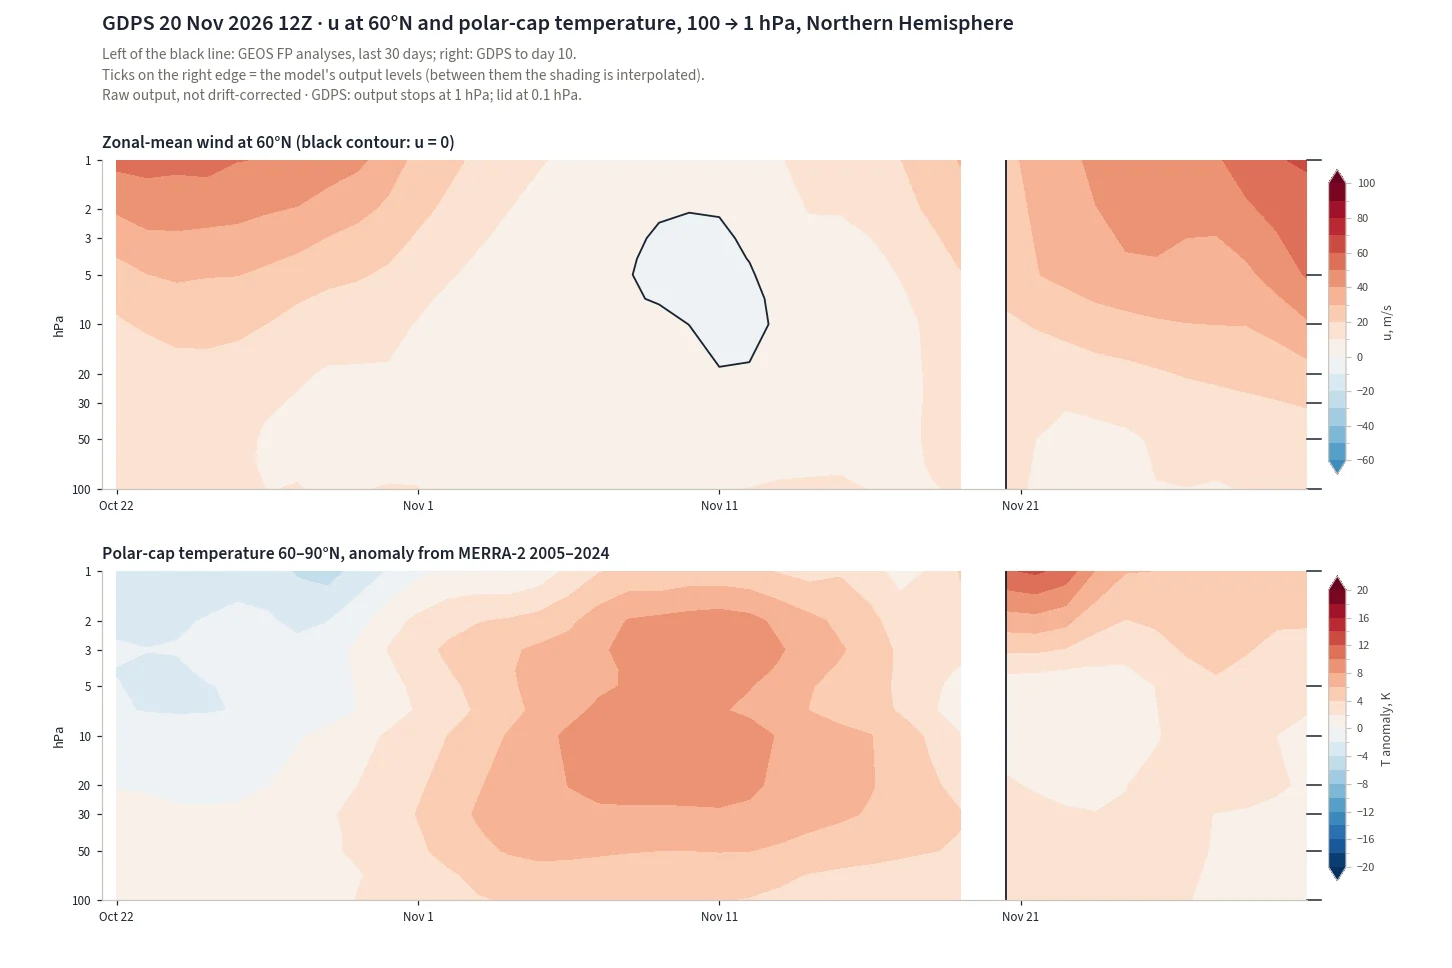 GDPS 20 Nov 2026 12Z · u at 60°N and polar-cap temperature, 100 → 1 hPa, Northern Hemisphere
Left of the black line: GEOS FP analyses, last 30 days; right: GDPS to day 10.
Ticks on the right edge = the model's output levels (between them the shading is interpolated).
Raw output, not drift-corrected · GDPS: output stops at 1 hPa; lid at 0.1 hPa.
Zonal-mean wind at 60°N (black contour: u = 0)
1
2
3
5
10
20
30
50
100
hPa
Oct 22
Nov 1
Nov 11
Nov 21
100
80
60
40
20
0
−20
−40
−60
u, m/s
Polar-cap temperature 60–90°N, anomaly from MERRA-2 2005–2024
1
2
3
5
10
20
30
50
100
hPa
Oct 22
Nov 1
Nov 11
Nov 21
20
16
12
8
4
0
−4
−8
−12
−16
−20
T anomaly, K